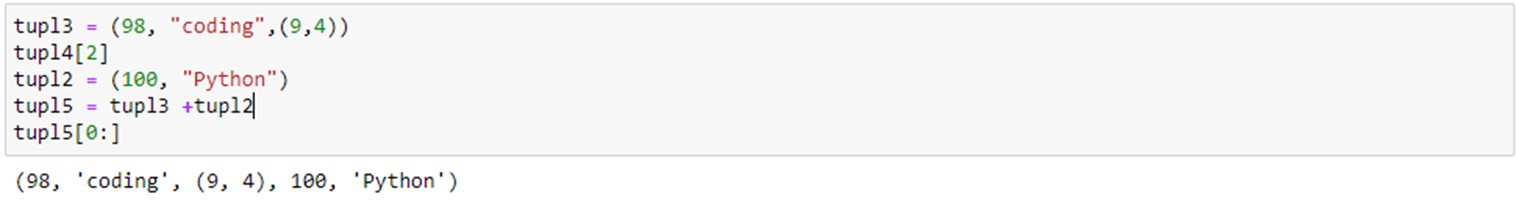 tupl3 = (98, "coding",(9,4))
tupl4[2]
tupl2 = (100, "Python")
tupl5 = tupl3 +tupl2
tupl5[0:]
(98, 'coding', (9, 4), 100, 'Python')